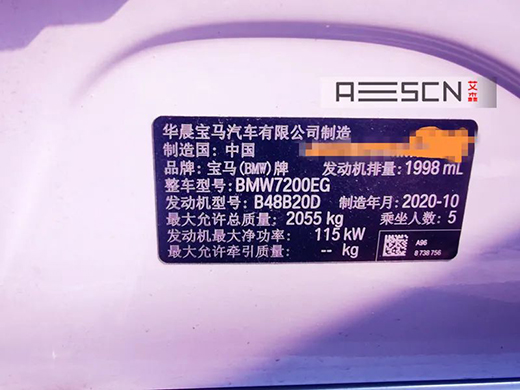 AEESCN 艾森
华晨宝马汽车有限公司制造
制造国: 中国
品牌: 宝马(BMW)牌 发动机排量: 1998 mL
整车型号: BMW7200EG
发动机型号: B48B20D 制造年月: 2020-10
最大允许总质量: 2055 kg 乘坐人数: 5
发动机最大净功率: 115 kW
最大允许牵引质量: -- kg
A96
8 738 756